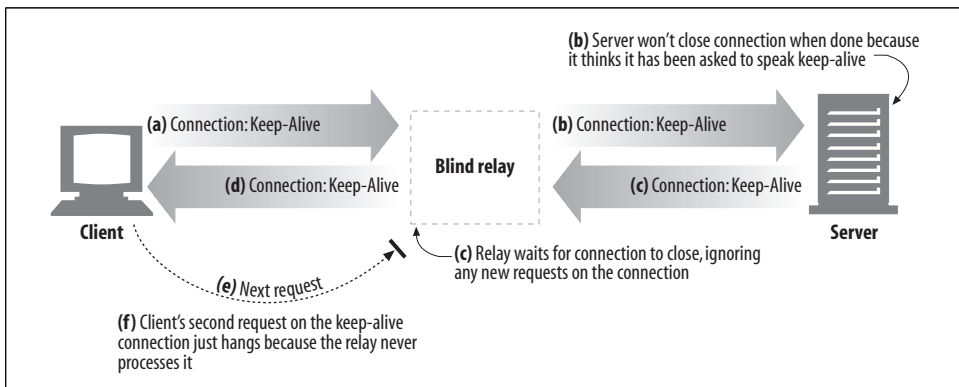 (b) Server won't close connection when done because
it thinks it has been asked to speak keep-alive
(a) Connection: Keep-Alive
(b) Connection: Keep-Alive
Blind relay
(d) Connection: Keep-Alive
(c) Connection: Keep-Alive
Client
Server
(c) Relay waits for connection to close, ignoring
any new requests on the connection
(e) Next request
(f) Client's second request on the keep-alive
connection just hangs because the relay never
processes it